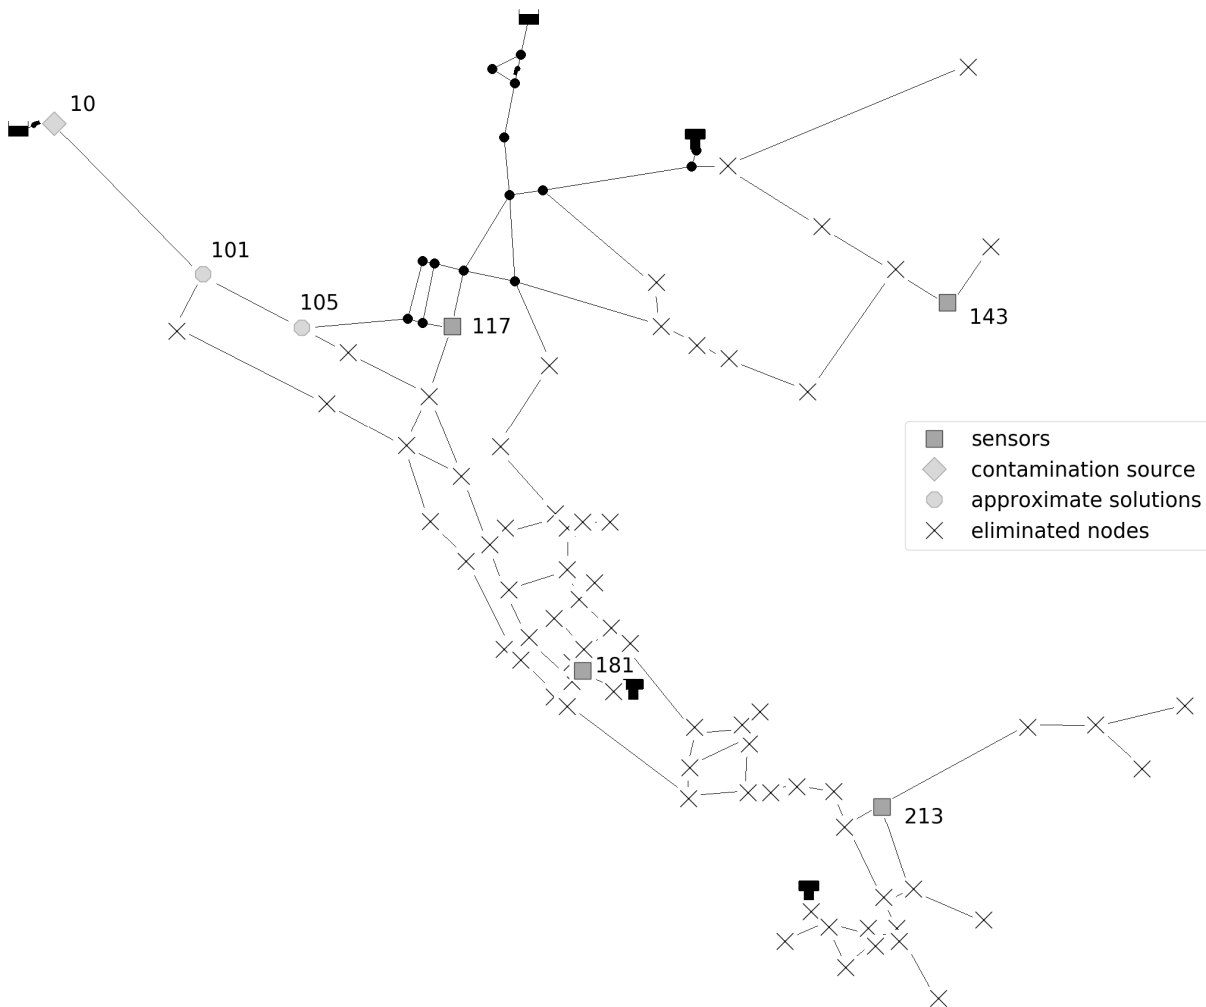 10
101
105
117
143
sensors
contamination source
approximate solutions
eliminated nodes
181
213